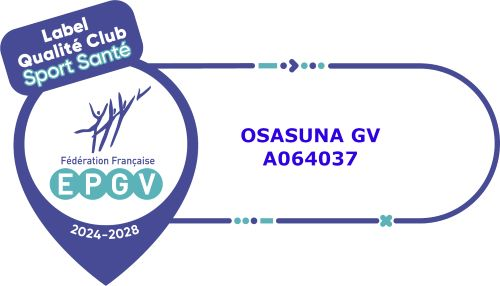 Label
Qualité Club
Sport Santé
Fédération Française
EPGV
2024-2028
OSASUNA GV
A064037